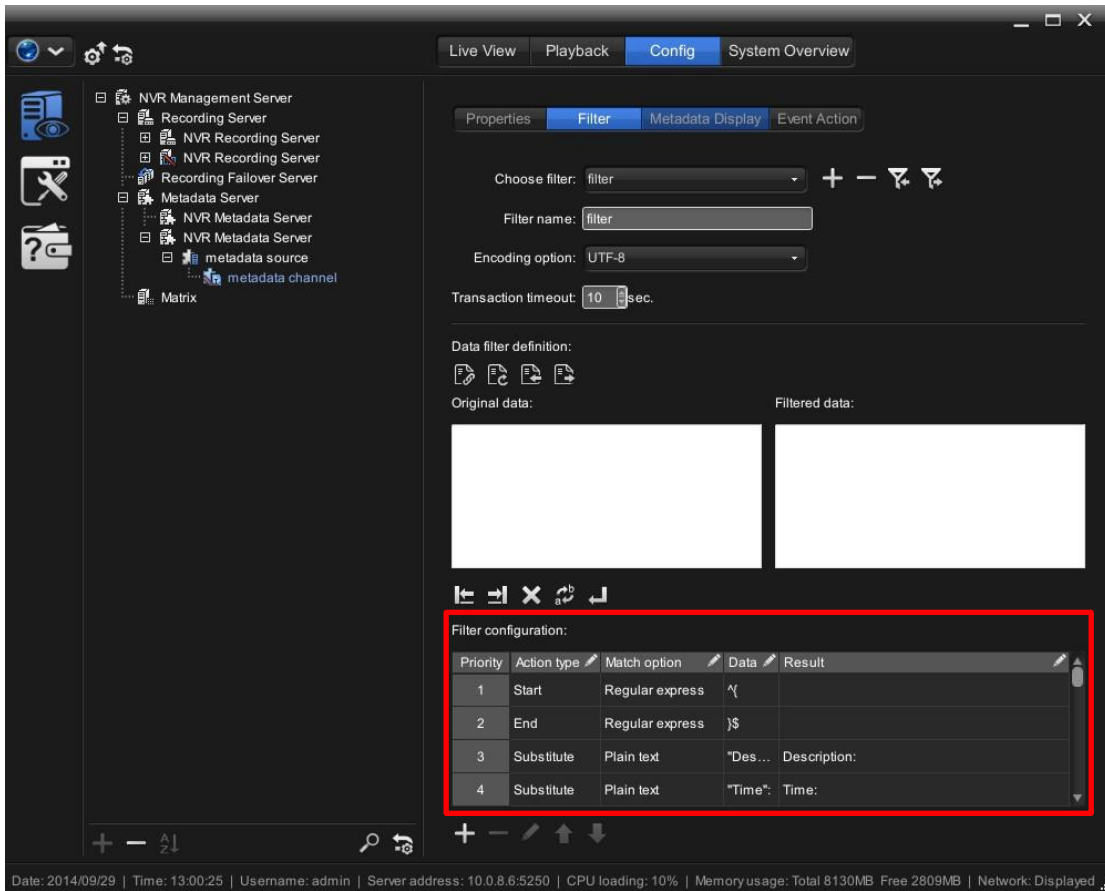 Live View Playback Config System Overview
NVR Management Server
Recording Server
NVR Recording Server
NVR Recording Server
Recording Failover Server
Metadata Server
NVR Metadata Server
NVR Metadata Server
metadata source
metadata channel
Matrix
Properties Filter Metadata Display Event Action
Choose filter: filter
Filter name: filter
Encoding option: UTF-8
Transaction timeout: 10 sec.
Data filter definition:
Original data: Filtered data:
Filter configuration:
Priority Action type Match option Data Result
1 Start Regular express ^{
2 End Regular express }$
3 Substitute Plain text "Des... Description:
4 Substitute Plain text "Time": Time:
Date: 2014/09/29 | Time: 13:00:25 | Username: admin | Server address: 10.0.8.6:5250 | CPU loading: 10% | Memory usage: Total 8130MB Free 2809MB | Network: Displayed